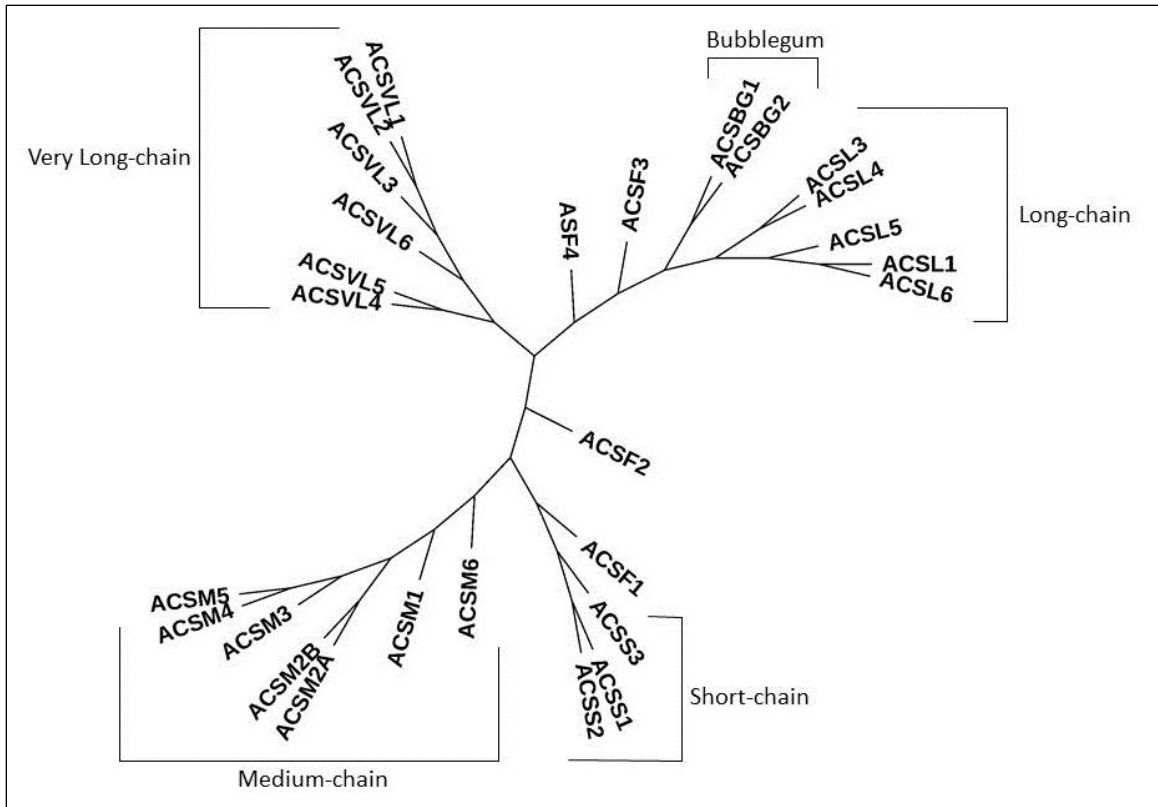 Bubblegum
ACSVL1
ACSVL2
ACSVL3
ACSVL6
ACSVL5
ACSVL4
Very Long-chain
ASF4
ACSF3
ACSBG1
ACSBG2
ACSL3
ACSL4
ACSL5
ACSL1
ACSL6
Long-chain
ACSF2
ACSF1
ACSS3
ACSS1
ACSS2
Short-chain
ACSM6
ACSM1
ACSM2A
ACSM2B
ACSM3
ACSM4
ACSM5
Medium-chain